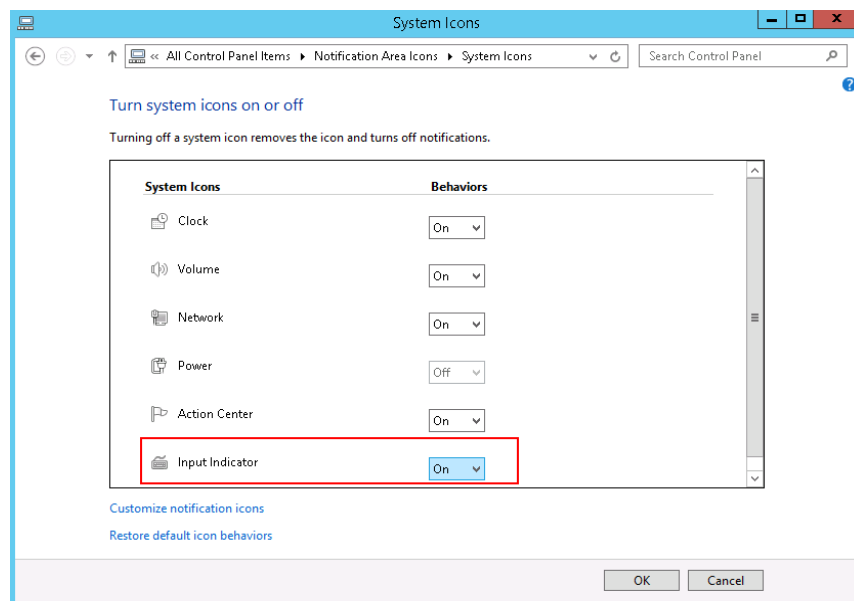 System Icons
« All Control Panel Items ▸ Notification Area Icons ▸ System Icons Search Control Panel
?
Turn system icons on or off
Turning off a system icon removes the icon and turns off notifications.
System Icons Behaviors
Clock On
Volume On
Network On
Power Off
Action Center On
Input Indicator On
Customize notification icons
Restore default icon behaviors
OK Cancel